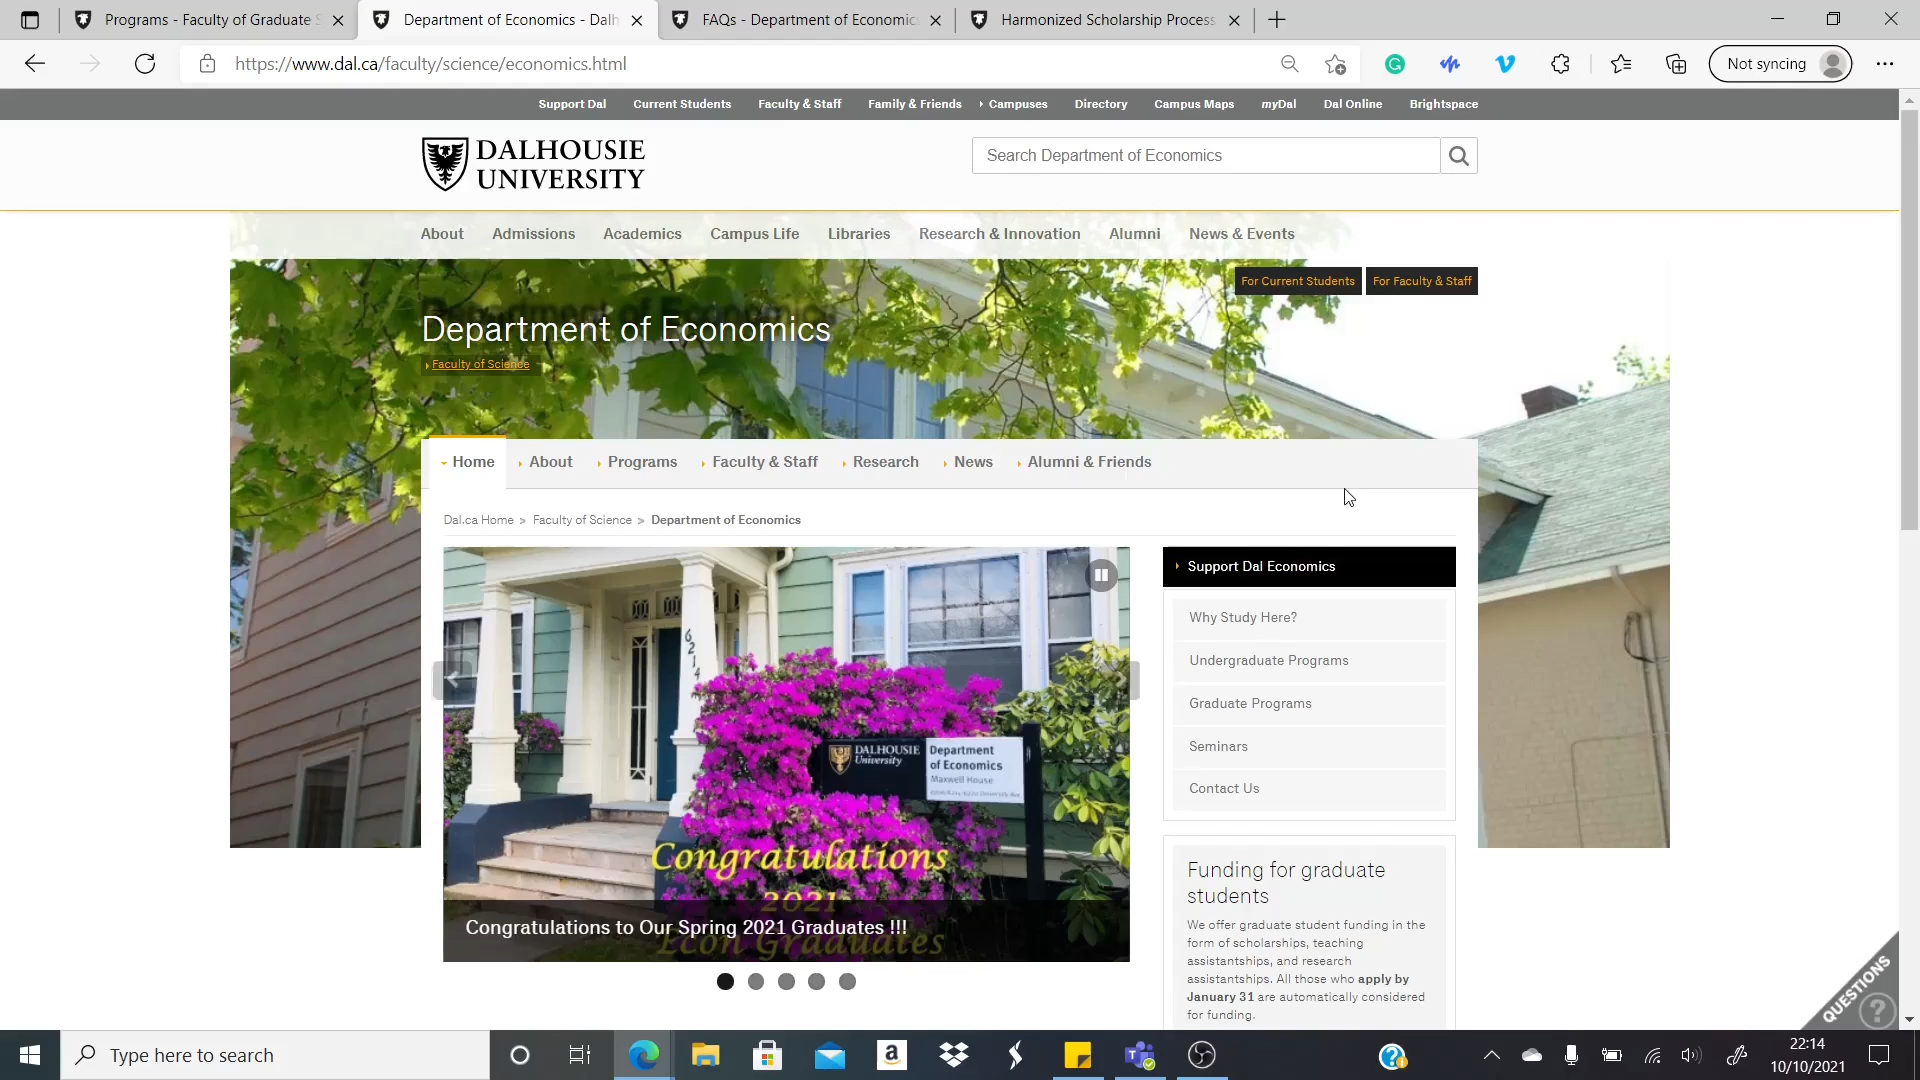 Programs - Faculty of Graduate S
Department of Economics - Dalh
FAQs - Department of Economic
Harmonized Scholarship Process
https://www.dal.ca/faculty/science/economics.html
Not syncing
Support Dal Current Students Faculty & Staff Family & Friends Campuses Directory Campus Maps myDal Dal Online Brightspace
DALHOUSIE
UNIVERSITY
Search Department of Economics
About Admissions Academics Campus Life Libraries Research & Innovation Alumni News & Events
For Current Students For Faculty & Staff
Department of Economics
Faculty of Science
Home About Programs Faculty & Staff Research News Alumni & Friends
Dal.ca Home > Faculty of Science > Department of Economics
6214
DALHOUSIE
University
Department
of Economics
Maxwell House
Congratulations
2021
Econ Graduates
Congratulations to Our Spring 2021 Graduates !!!
Support Dal Economics
Why Study Here?
Undergraduate Programs
Graduate Programs
Seminars
Contact Us
Funding for graduate
students
We offer graduate student funding in the
form of scholarships, teaching
assistantships, and research
assistantships. All those who apply by
January 31 are automatically considered
for funding.
QUESTIONS
?
Type here to search
22:14
10/10/2021